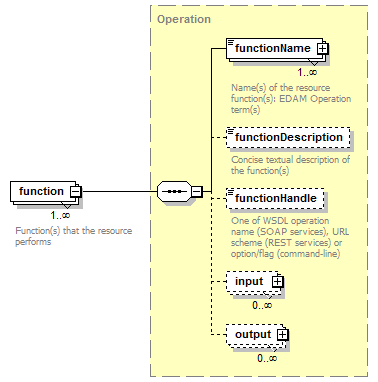 Operation
functionName
1..∞
Name(s) of the resource
function(s): EDAM Operation
term(s)
functionDescription
Concise textual description of
the function(s)
function
1..∞
Function(s) that the resource
performs
functionHandle
One of WSDL operation
name (SOAP services), URL
scheme (REST services) or
option/flag (command-line)
input
0..∞
output
0..∞